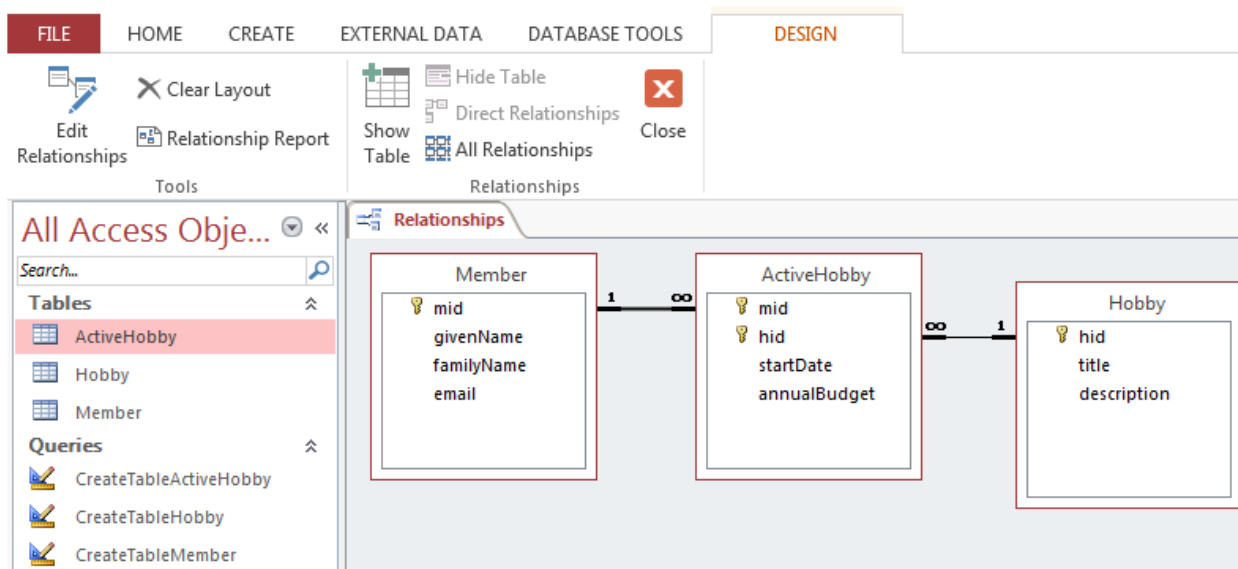 FILE HOME CREATE EXTERNAL DATA DATABASE TOOLS DESIGN
Edit Relationships
Clear Layout
Relationship Report
Tools
Show Table
Hide Table
Direct Relationships
All Relationships
Close
Relationships
All Access Obje... «
Search...
Tables
ActiveHobby
Hobby
Member
Queries
CreateTableActiveHobby
CreateTableHobby
CreateTableMember
Relationships
Member
mid
givenName
familyName
email
1 ∞
ActiveHobby
mid
hid
startDate
annualBudget
∞ 1
Hobby
hid
title
description